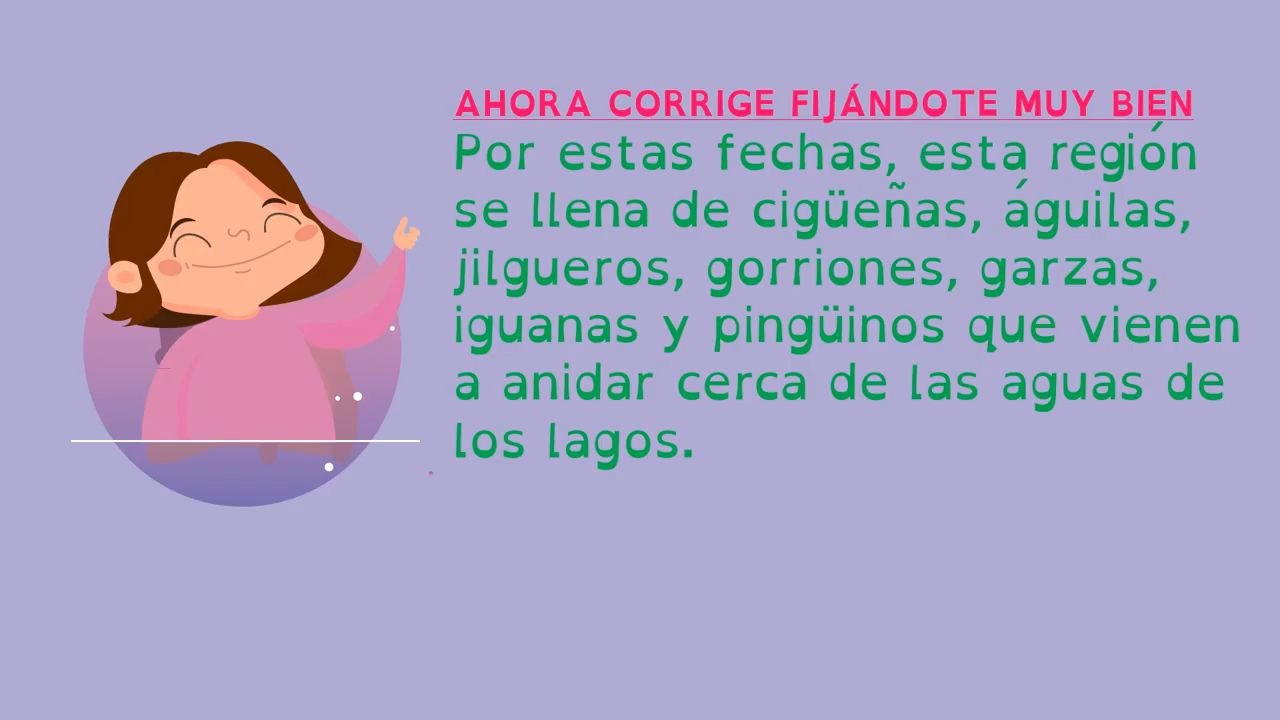 AHORA CORRIGE FIJÁNDOTE MUY BIEN
Por estas fechas, esta región
se llena de cigüeñas, águilas,
jilgueros, gorriones, garzas,
iguanas y pingüinos que vienen
a anidar cerca de las aguas de
los lagos.